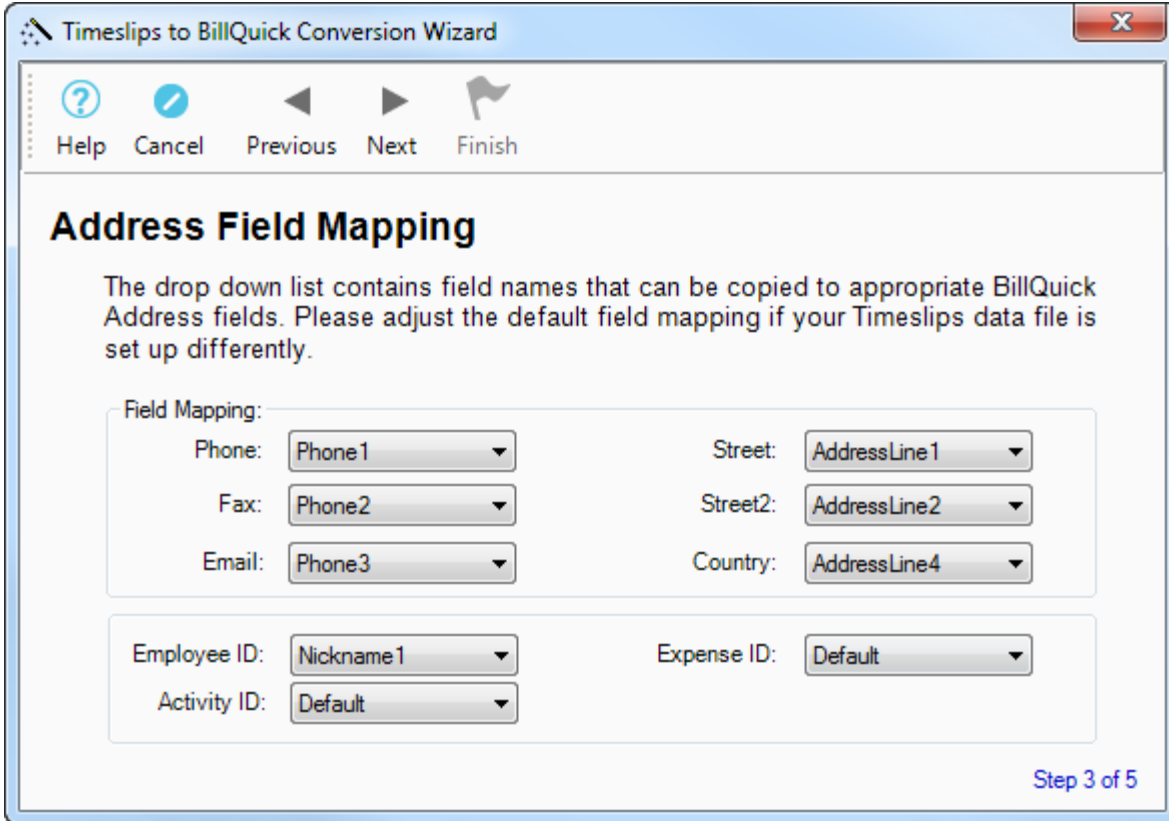 Timeslips to BillQuick Conversion Wizard
Help Cancel Previous Next Finish
Address Field Mapping
The drop down list contains field names that can be copied to appropriate BillQuick
Address fields. Please adjust the default field mapping if your Timeslips data file is
set up differently.
Field Mapping:
Phone: Phone1 Street: AddressLine1
Fax: Phone2 Street2: AddressLine2
Email: Phone3 Country: AddressLine4
Employee ID: Nickname1 Expense ID: Default
Activity ID: Default
Step 3 of 5